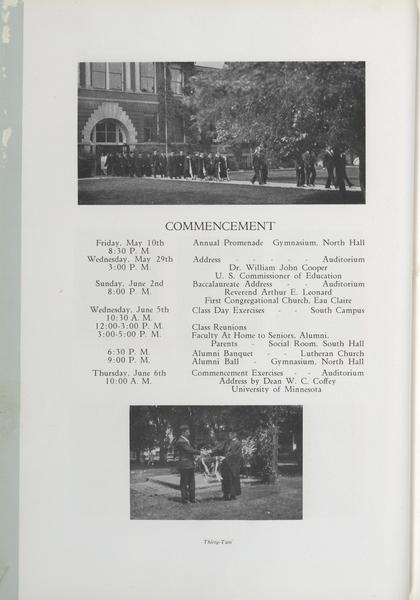 COMMENCEMENT
Friday, May 10th Annual Promenade Gymnasium, North Hall
8:30 P. M.
Wednesday, May 29th Address - - - - - Auditorium
3:00 P. M. Dr. William John Cooper
U. S. Commissioner of Education
Sunday, June 2nd Baccalaureate Address - - Auditorium
8:00 P. M. Reverend Arthur E. Leonard
First Congregational Church, Eau Claire
Wednesday, June 5th Class Day Exercises - - South Campus
10:30 A. M.
12:00-3:00 P. M. Class Reunions
3:00-5:00 P. M. Faculty At Home to Seniors, Alumni,
Parents - Social Room, South Hall
6:30 P. M. Alumni Banquet - - Lutheran Church
9:00 P. M. Alumni Ball - Gymnasium, North Hall
Thursday, June 6th Commencement Exercises - - Auditorium
10:00 A. M. Address by Dean W. C. Coffey
University of Minnesota
Thirty-Two